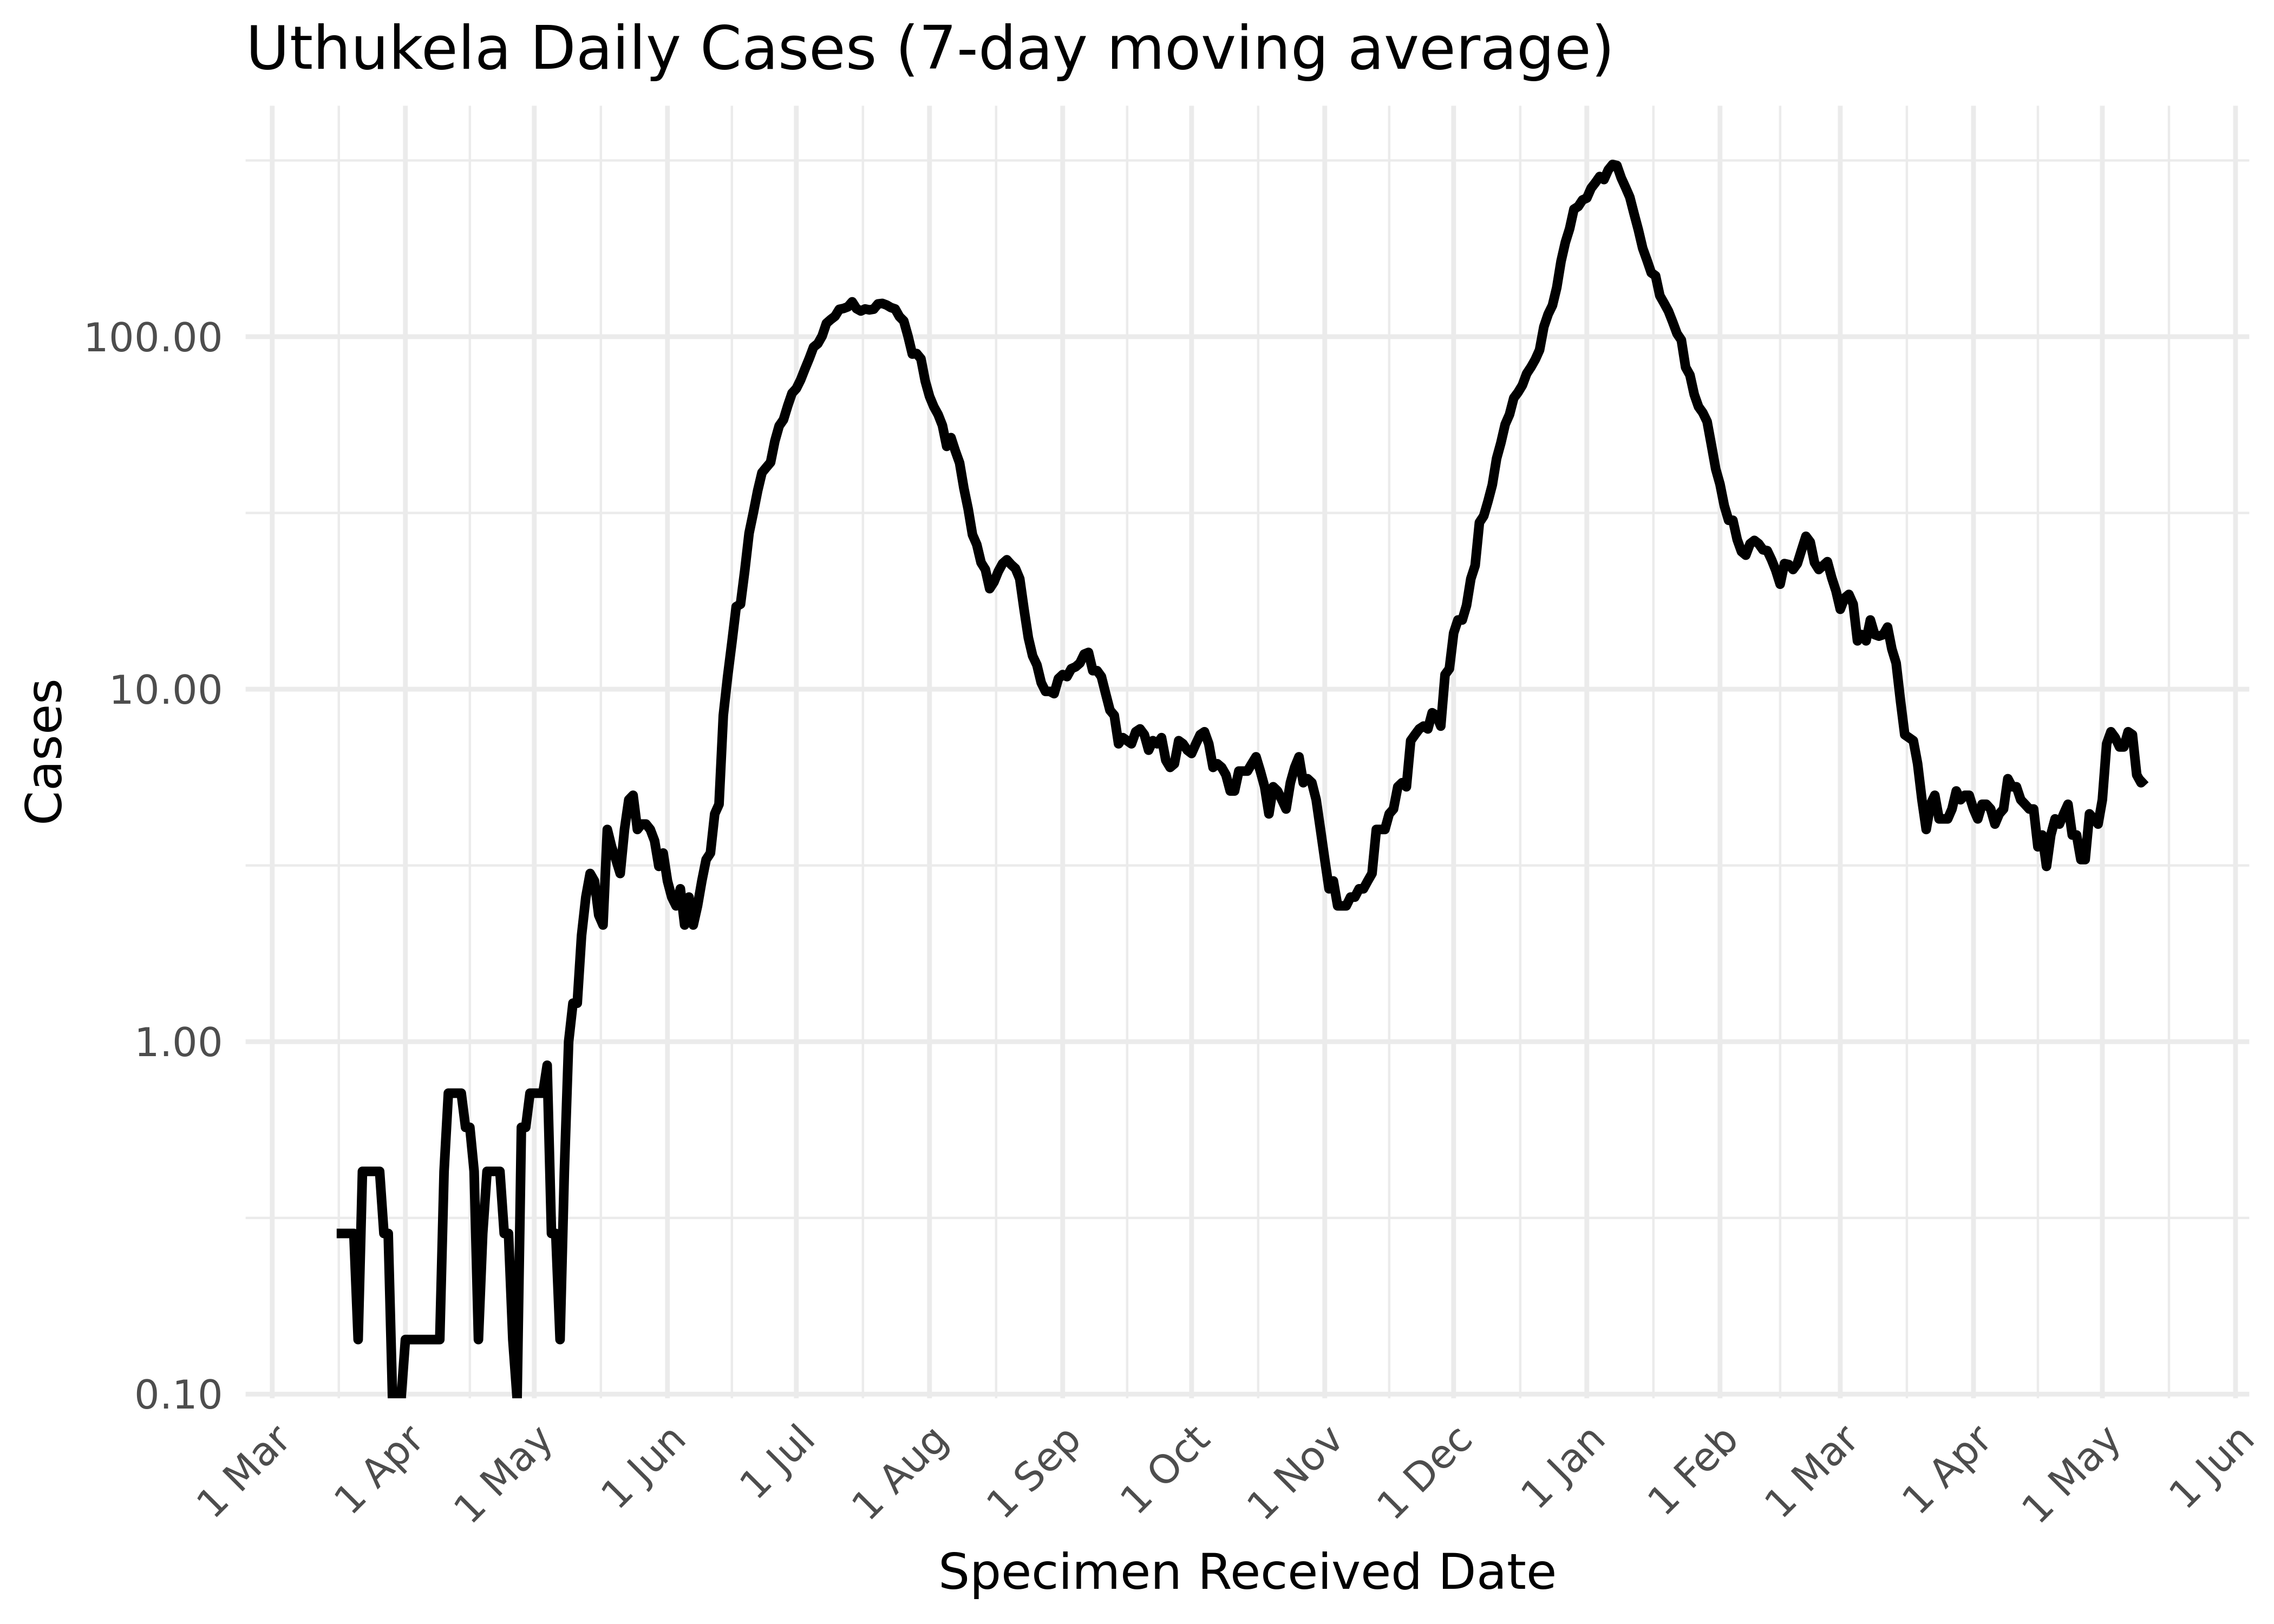 Uthukela Daily Cases (7-day moving average)
Cases
100.00
10.00
1.00
0.10
1 Mar
1 Apr
1 May
1 Jun
1 Jul
1 Aug
1 Sep
1 Oct
1 Nov
1 Dec
1 Jan
1 Feb
1 Mar
1 Apr
1 May
1 Jun
Specimen Received Date